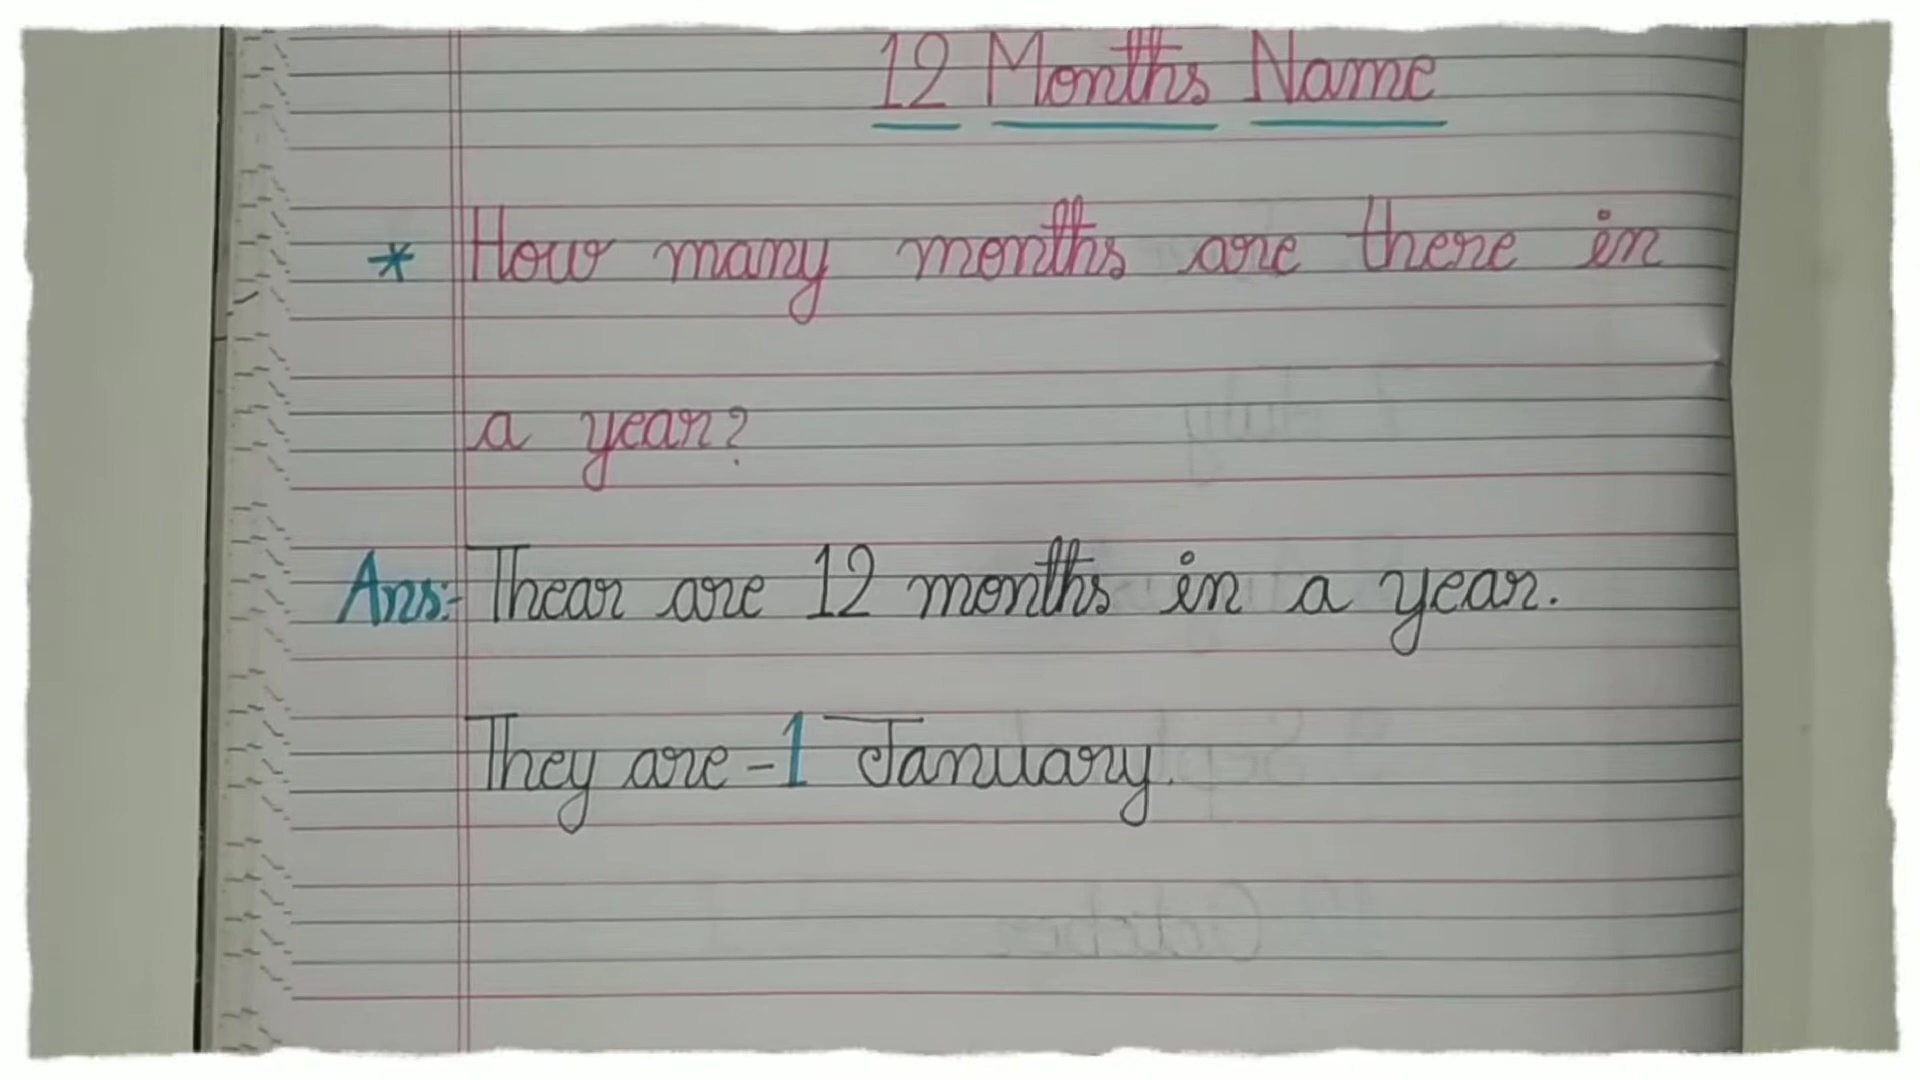 12 Months Name
* How many months are there in
a year?
Ans:- Thear are 12 months in a year.
They are - 1 January.